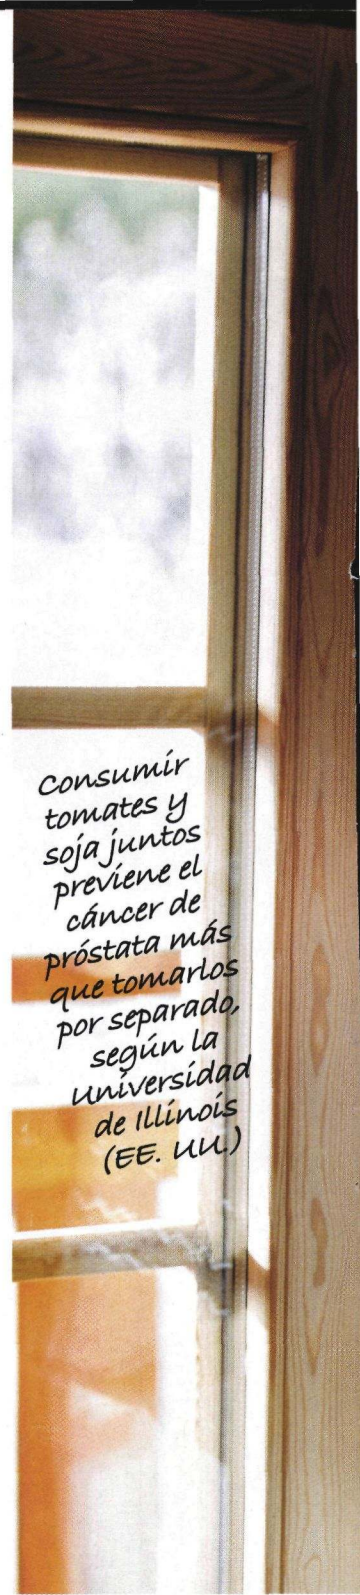 Consumir
tomates y
soja juntos
previene el
cáncer de
próstata más
que tomarlos
por separado,
según la
universidad
de Illinois
(EE. UU.)